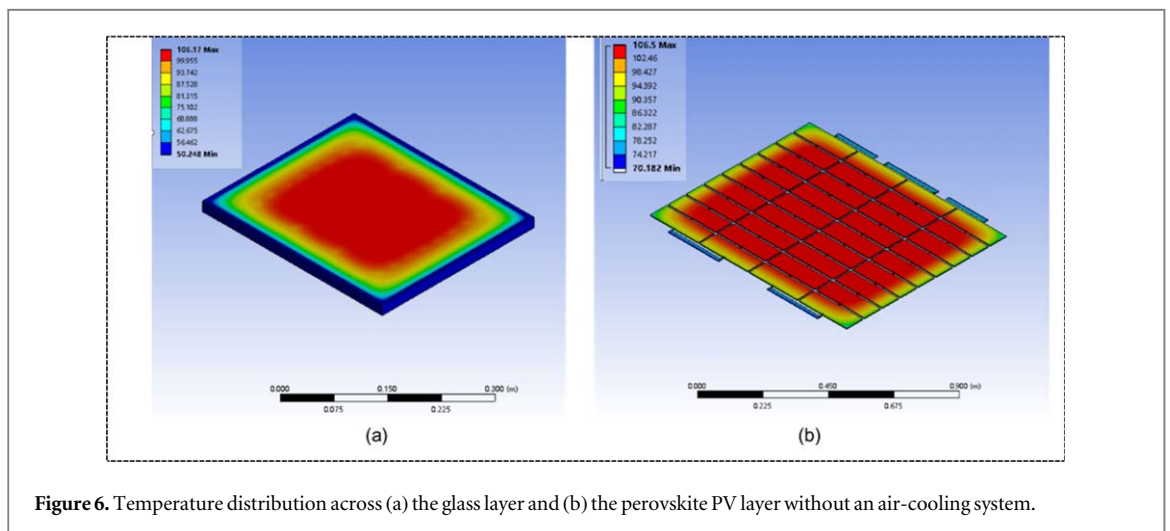 106.17 Max
99.955
93.742
87.528
81.315
75.102
68.888
62.675
56.462
50.248 Min
0.000
0.150
0.300 (m)
0.075
0.225
(a)
106.5 Max
102.46
98.427
94.392
90.357
86.322
82.287
78.252
74.217
70.182 Min
0.000
0.450
0.900 (m)
0.225
0.675
(b)
Figure 6. Temperature distribution across (a) the glass layer and (b) the perovskite PV layer without an air-cooling system.